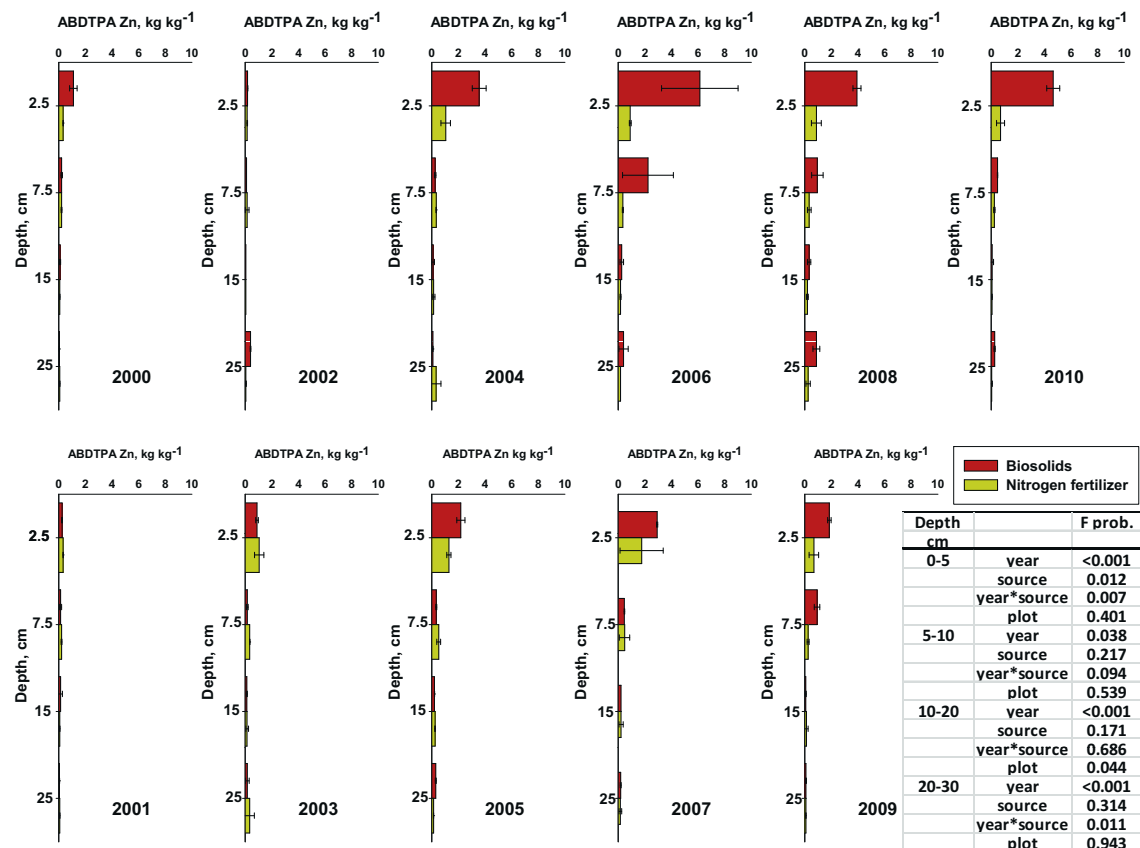 ABDTPA Zn, kg kg-1
0 2 4 6 8 10
Depth, cm
2.5
7.5
15
25
2000
ABDTPA Zn, kg kg-1
0 2 4 6 8 10
Depth, cm
2.5
7.5
15
25
2002
ABDTPA Zn, kg kg-1
0 2 4 6 8 10
Depth, cm
2.5
7.5
15
25
2004
ABDTPA Zn, kg kg-1
0 2 4 6 8 10
Depth, cm
2.5
7.5
15
25
2006
ABDTPA Zn, kg kg-1
0 2 4 6 8 10
Depth, cm
2.5
7.5
15
25
2008
ABDTPA Zn, kg kg-1
0 2 4 6 8 10
Depth, cm
2.5
7.5
15
25
2010
ABDTPA Zn, kg kg-1
0 2 4 6 8 10
Depth, cm
2.5
7.5
15
25
2001
ABDTPA Zn, kg kg-1
0 2 4 6 8 10
Depth, cm
2.5
7.5
15
25
2003
ABDTPA Zn kg kg-1
0 2 4 6 8 10
Depth, cm
2.5
7.5
15
25
2005
ABDTPA Zn, kg kg-1
0 2 4 6 8 10
Depth, cm
2.5
7.5
15
25
2007
ABDTPA Zn, kg kg-1
0 2 4 6 8 10
Depth, cm
2.5
7.5
15
25
2009
Biosolids
Nitrogen fertilizer
Depth F prob.
cm
0-5 year <0.001
source 0.012
year*source 0.007
plot 0.401
5-10 year 0.038
source 0.217
year*source 0.094
plot 0.539
10-20 year <0.001
source 0.171
year*source 0.686
plot 0.044
20-30 year <0.001
source 0.314
year*source 0.011
plot 0.943